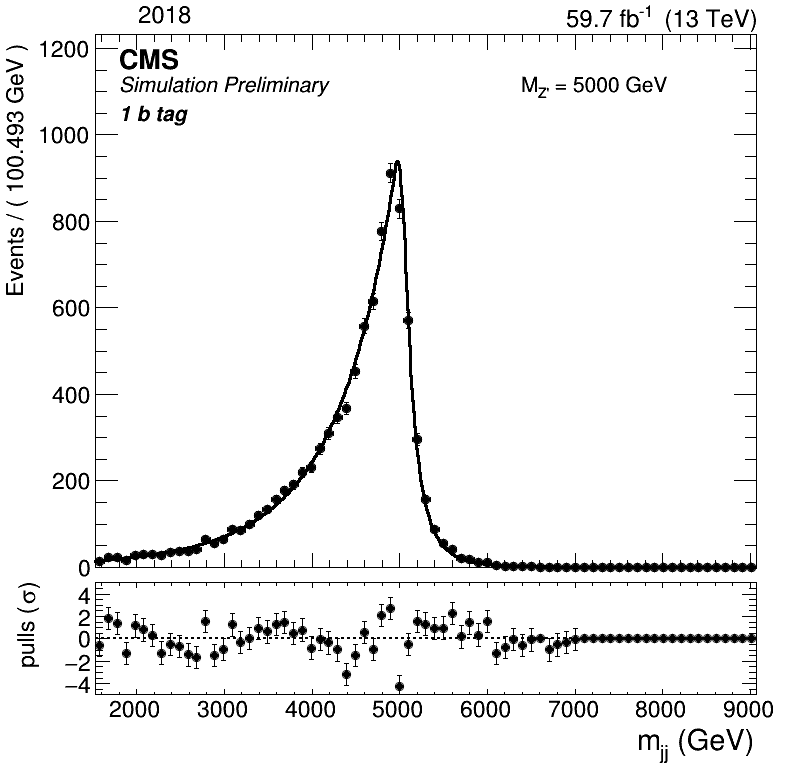 2018
59.7 fb⁻¹ (13 TeV)
CMS
Simulation Preliminary
M_Z' = 5000 GeV
1 b tag
Events / ( 100.493 GeV )
1200
1000
800
600
400
200
0
pulls (σ)
4
2
0
−2
−4
2000 3000 4000 5000 6000 7000 8000 9000
m_jj (GeV)